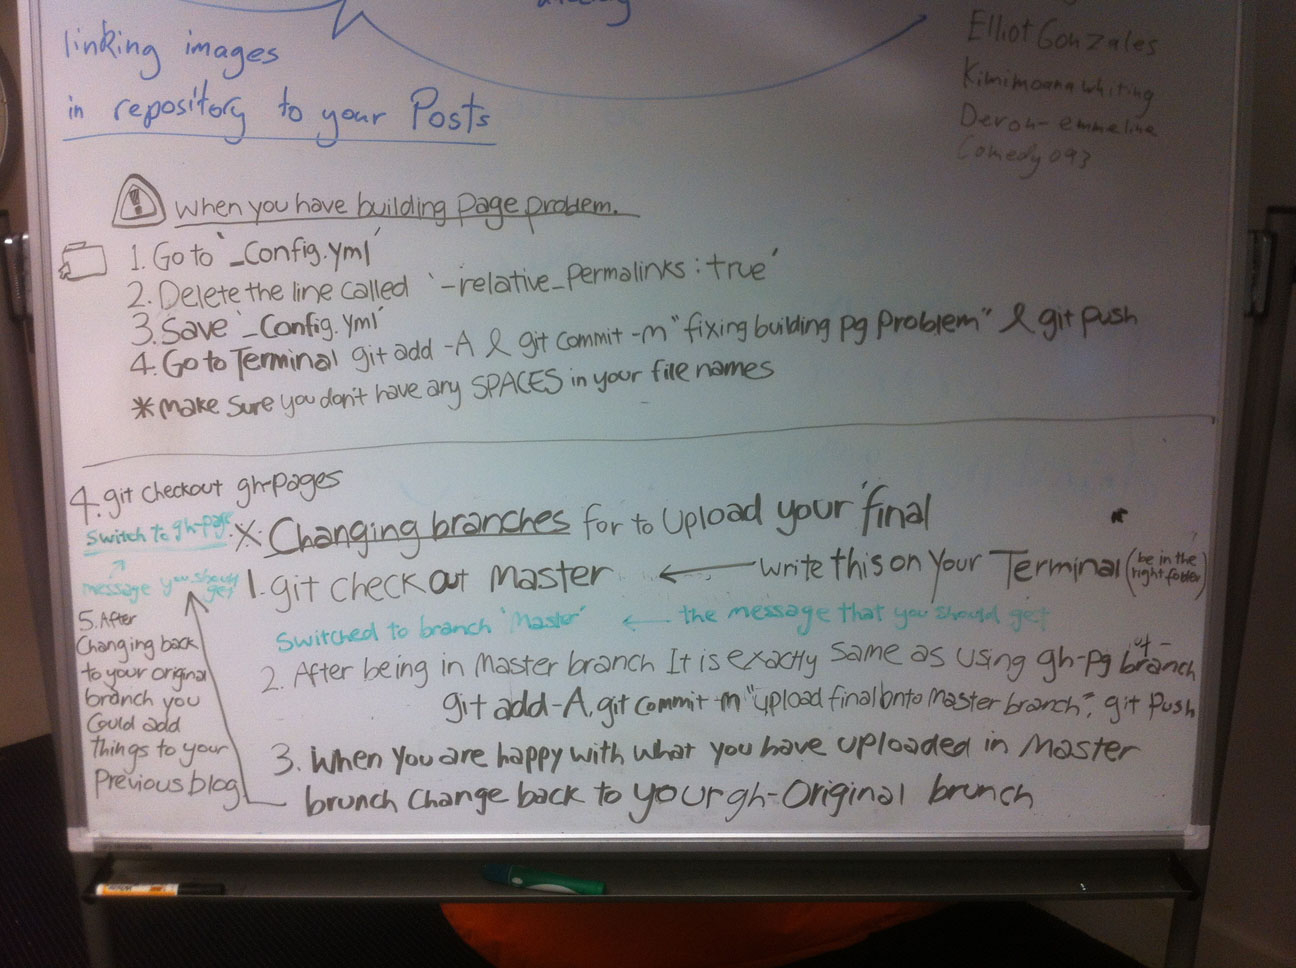 linking images
in repository to your Posts
Elliot Gonzales
Kimimoana whiting
Deron-emmeline
Comedy 093
! when you have building page problem.
1. Go to '_Config.yml'
2. Delete the line called '-relative_Permalinks : true'
3. Save '_Config.yml'
4. Go to Terminal git add -A & git commit -m "fixing building pg problem" & git push
* Make sure you don't have any SPACES in your file names
4. git checkout gh-pages
Switch to gh-page.
message you should
get
5. After
Changing back
to your original
branch you
Could add
things to your
Previous blog
* Changing branches for to Upload your final
1. git check out Master ← write this on your Terminal (be in the
right folder)
Switched to branch 'Master' ← the message that you should get
2. After being in Master branch It is exactly same as using gh-pg branch
git add -A, git commit -m "upload final onto master branch", git push
3. When you are happy with what you have uploaded in Master
brunch change back to your gh-Original brunch